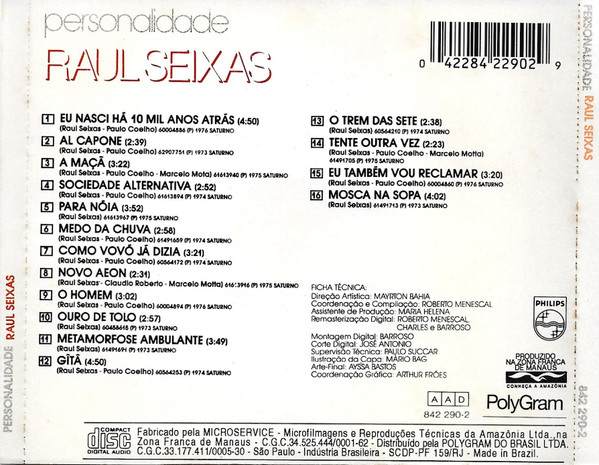 personalidade
RAUL SEIXAS
0 42284 22902 9
1 EU NASCI HÁ 10 MIL ANOS ATRÁS (4:50)
(Raul Seixas - Paulo Coelho) 60004886 (P) 1976 SATURNO
2 AL CAPONE (2:39)
(Raul Seixas - Paulo Coelho) 62907751 (P) 1973 SATURNO
3 A MAÇÃ (3:22)
(Raul Seixas - Paulo Coelho - Marcelo Mota) 61613940 (P) 1975 SATURNO
4 SOCIEDADE ALTERNATIVA (2:52)
(Raul Seixas - Paulo Coelho) 61613894 (P) 1974 SATURNO
5 PARA NÓIA (3:52)
(Raul Seixas) 61613967 (P) 1975 SATURNO
6 MEDO DA CHUVA (2:58)
(Raul Seixas - Paulo Coelho) 61491659 (P) 1974 SATURNO
7 COMO VOVÓ JÁ DIZIA (3:21)
(Raul Seixas - Paulo Coelho) 60564172 (P) 1974 SATURNO
8 NOVO AEON (2:31)
(Raul Seixas - Claudio Roberto - Marcelo Motta) 61613916 (P) 1975 SATURNO
9 O HOMEM (3:02)
(Raul Seixas - Paulo Coelho) 60004894 (P) 1976 SATURNO
10 OURO DE TOLO (2:50)
(Raul Seixas) 60488615 (P) 1973 SATURNO
11 METAMORFOSE AMBULANTE (3:49)
(Raul Seixas) 61491691 (P) 1973 SATURNO
12 GÎTÂ (4:50)
(Raul Seixas - Paulo Coelho) 60564253 (P) 1974 SATURNO
13 O TREM DAS SETE (2:38)
(Raul Seixas) 60564210 (P) 1974 SATURNO
14 TENTE OUTRA VEZ (2:23)
(Raul Seixas - Paulo Coelho - Marcelo Motta)
61491705 (P) 1975 SATURNO
15 EU TAMBÉM VOU RECLAMAR (3:20)
(Raul Seixas - Paulo Coelho) 60004860 (P) 1976 SATURNO
16 MOSCA NA SOPA (4:02)
(Raul Seixas) 61491713 (P) 1973 SATURNO
FICHA TÉCNICA:
Direção Artística: MAYRTON BAHIA
Coordenação e Compilação: ROBERTO MENESCAL
Assistente de Produção: MARIA HELENA
Remasterização Digital: ROBERTO MENESCAL,
CHARLES e BARROSO
Montagem Digital: BARROSO
Corte Digital: JOSÉ ANTONIO
Supervisão Técnica: PAULO SUCCAR
Ilustração da Capa: MÁRIO BAG
Arte-Final: AYSSA BASTOS
Coordenação Gráfica: ARTHUR FRÓES
PHILIPS
PRODUZIDO
NA ZONA FRANCA
DE MANAUS
CONHEÇA A AMAZÔNIA
AAD
842 290-2
PolyGram
COMPACT
disc
DIGITAL AUDIO
Fabricado pela MICROSERVICE - Microfilmagens e Reproduções Técnicas da Amazônia Ltda., na
Zona Franca de Manaus - C.G.C. 34.525.444/0001-62 - Distribuído pela POLYGRAM DO BRASIL LTDA.
C.G.C. 33.177.411/0005-30 - São Paulo - Indústria Brasileira - SCDP-PF 159/RJ - Made in Brazil.
PERSONALIDADE RAUL SEIXAS
PERSONALIDADE RAUL SEIXAS
842 290-2